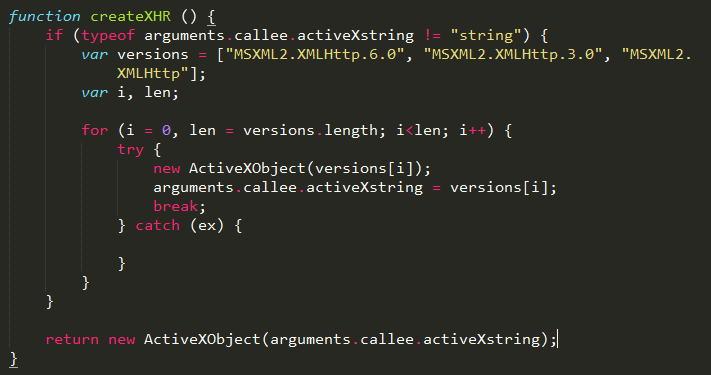 function createXHR () {
    if (typeof arguments.callee.activeXstring != "string") {
        var versions = ["MSXML2.XMLHttp.6.0", "MSXML2.XMLHttp.3.0", "MSXML2.
            XMLHttp"];
        var i, len;

        for (i = 0, len = versions.length; i<len; i++) {
            try {
                new ActiveXObject(versions[i]);
                arguments.callee.activeXstring = versions[i];
                break;
            } catch (ex) {

            }
        }
    }

    return new ActiveXObject(arguments.callee.activeXstring);
}